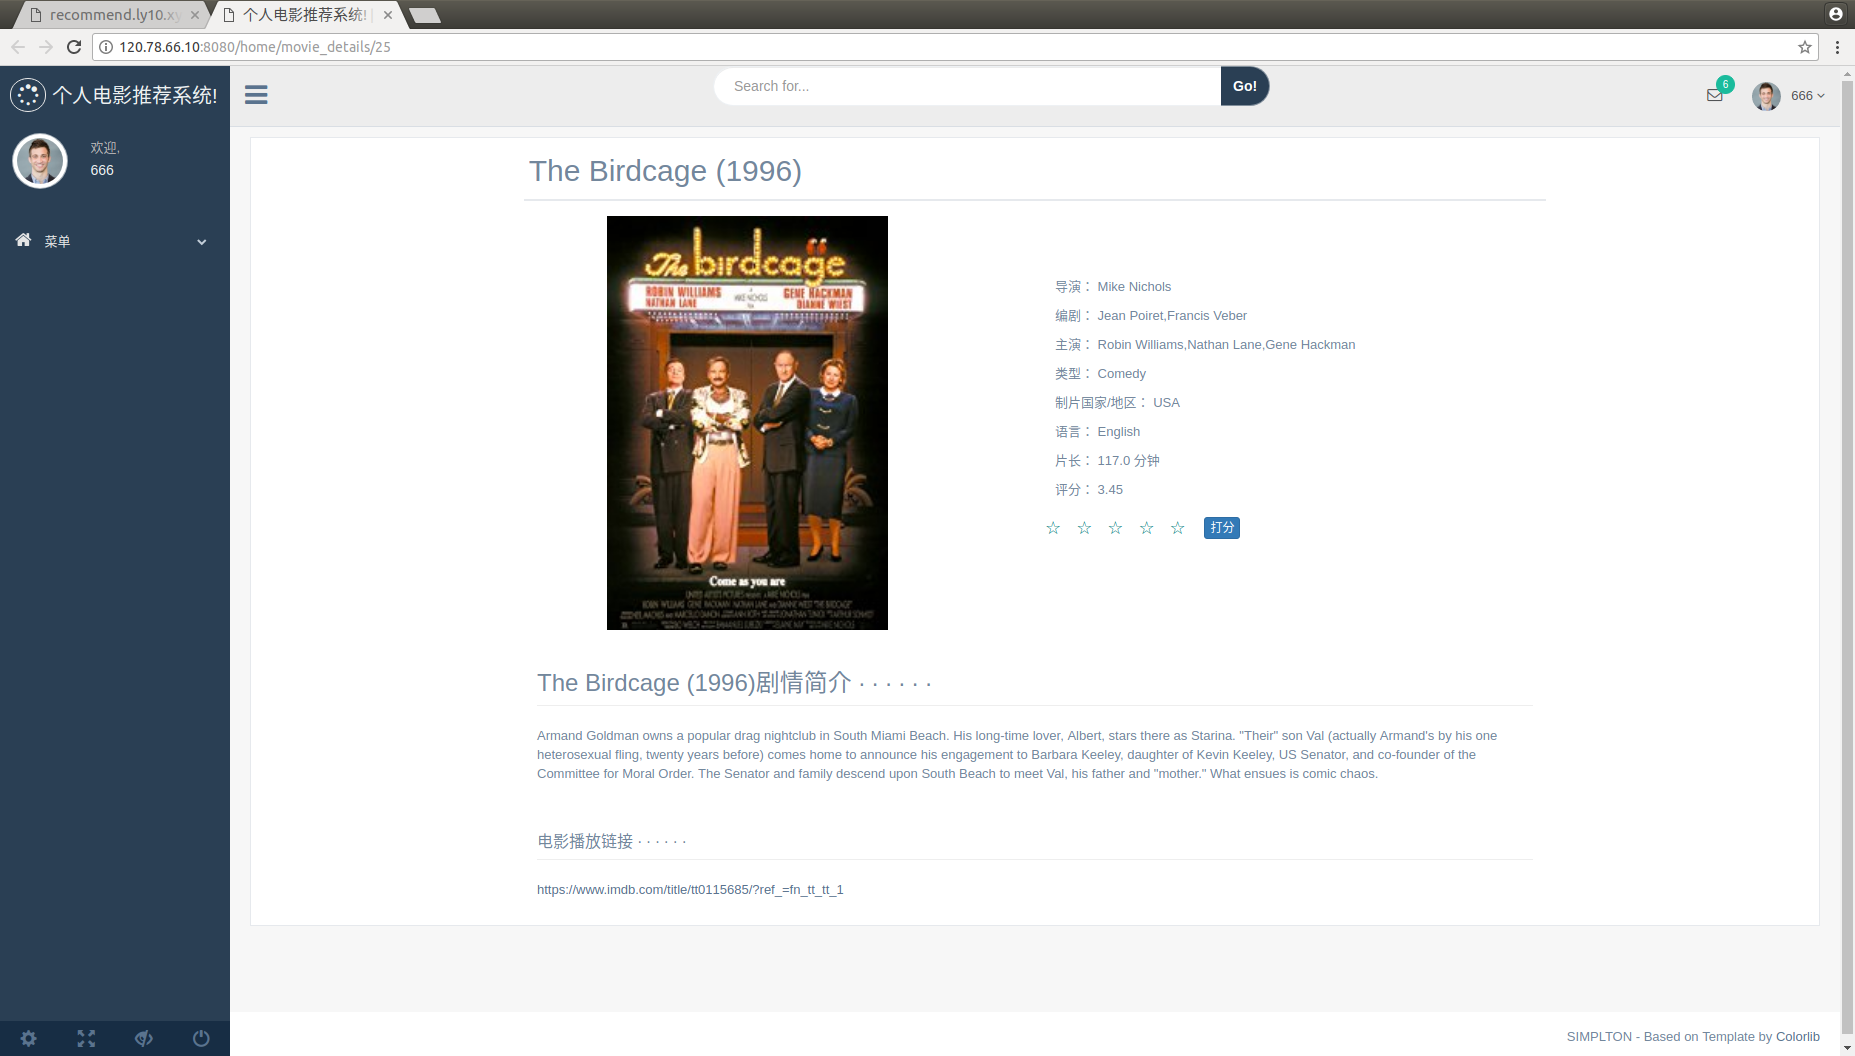 recommend.ly10.xy
个人电影推荐系统! |
120.78.66.10:8080/home/movie_details/25
个人电影推荐系统!
Search for...
Go!
6
666
欢迎,
666
菜单
The Birdcage (1996)
The birdcage
ROBIN WILLIAMS
NATHAN LANE
A
MIKE NICHOLS
FILM
GENE HACKMAN
DIANNE WIEST
Come as you are
导演： Mike Nichols
编剧： Jean Poiret,Francis Veber
主演： Robin Williams,Nathan Lane,Gene Hackman
类型： Comedy
制片国家/地区： USA
语言： English
片长： 117.0 分钟
评分： 3.45
☆ ☆ ☆ ☆ ☆ 打分
The Birdcage (1996)剧情简介 · · · · · ·
Armand Goldman owns a popular drag nightclub in South Miami Beach. His long-time lover, Albert, stars there as Starina. "Their" son Val (actually Armand's by his one
heterosexual fling, twenty years before) comes home to announce his engagement to Barbara Keeley, daughter of Kevin Keeley, US Senator, and co-founder of the
Committee for Moral Order. The Senator and family descend upon South Beach to meet Val, his father and "mother." What ensues is comic chaos.
电影播放链接 · · · · · ·
https://www.imdb.com/title/tt0115685/?ref_=fn_tt_tt_1
SIMPLTON - Based on Template by Colorlib